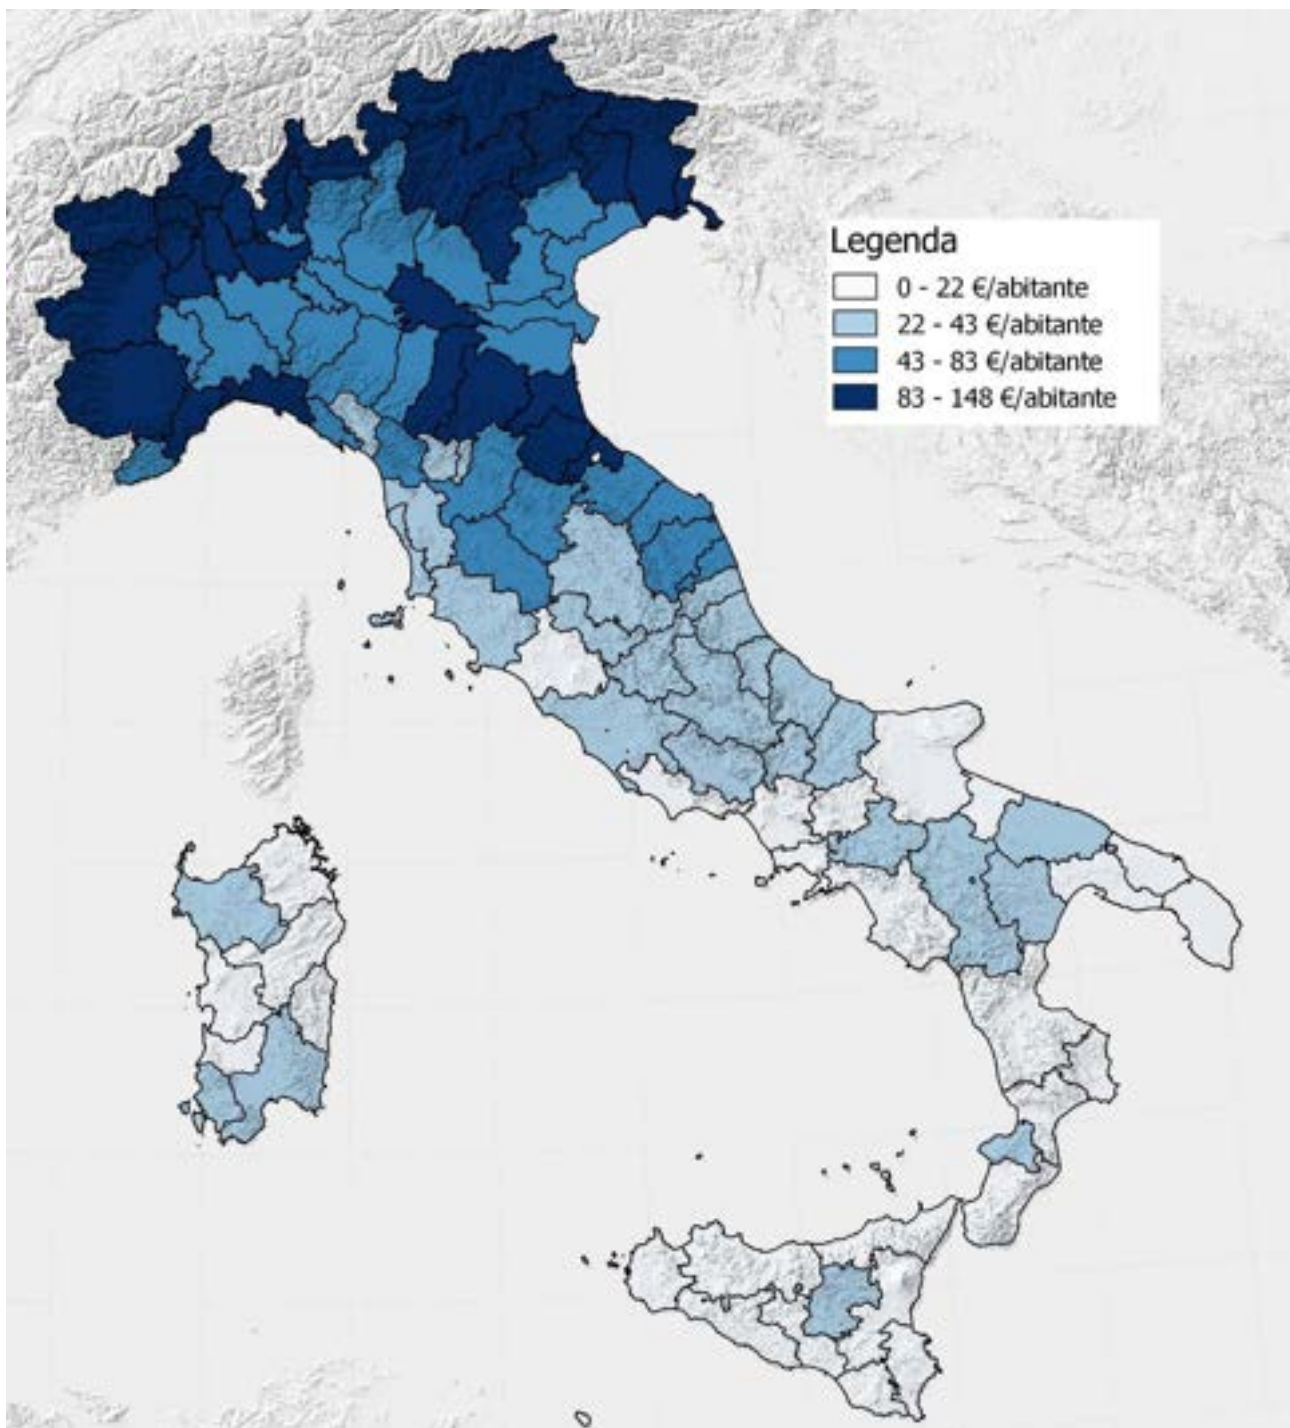 Legenda
0 - 22 €/abitante
22 - 43 €/abitante
43 - 83 €/abitante
83 - 148 €/abitante